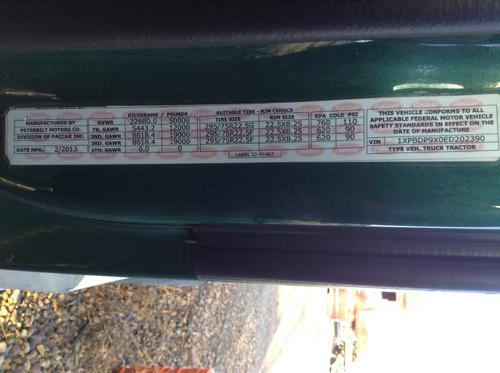 KILOGRAMS / POUNDS SUITABLE TIRE - RIM CHOICE
TIRE SIZE RIM SIZE KPA COLD PSI
MANUFACTURED BY GVWR 22680.0 50000
PETERBILT MOTORS CO. FR. GAWR 5443.2 12000 295/75R22.5G 22.5X8.25 760 110
DIVISION OF PACCAR INC. 2ND. GAWR 8618.4 19000 295/75R22.5F 22.5X8.25 620 90
3RD. GAWR 8618.4 19000 295/75R22.5F 22.5X8.25 620 90
DATE MFG. 2/2013 4TH. GAWR 0.0 0
LABEL
THIS VEHICLE CONFORMS TO ALL
APPLICABLE FEDERAL MOTOR VEHICLE
SAFETY STANDARDS IN EFFECT ON THE
DATE OF MANUFACTURE
VIN 1XPBDP9X0ED202390
TYPE VEH. TRUCK TRACTOR